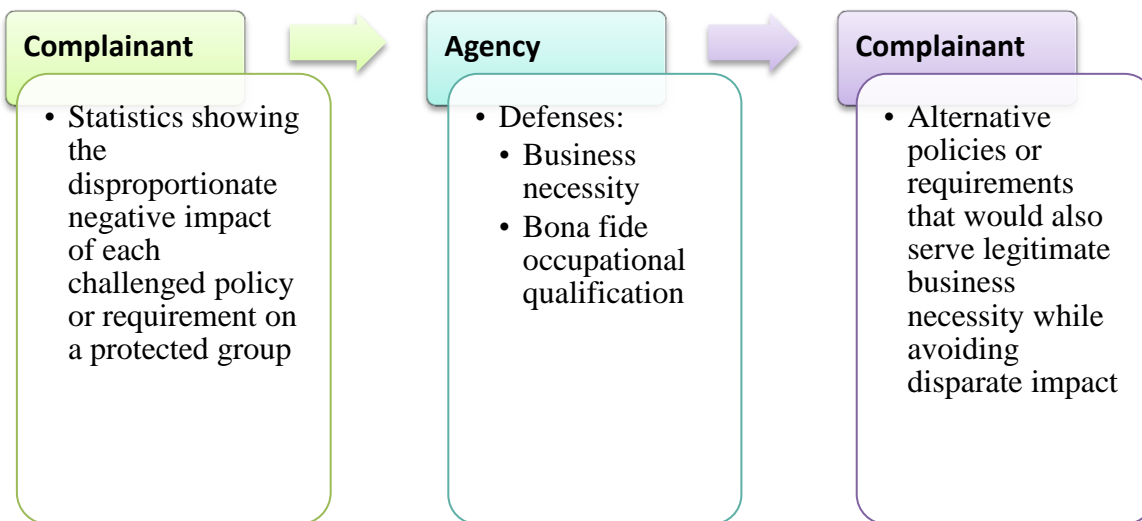 Complainant
• Statistics showing
the
disproportionate
negative impact
of each
challenged policy
or requirement on
a protected group
Agency
• Defenses:
• Business
necessity
• Bona fide
occupational
qualification
Complainant
• Alternative
policies or
requirements
that would also
serve legitimate
business
necessity while
avoiding
disparate impact